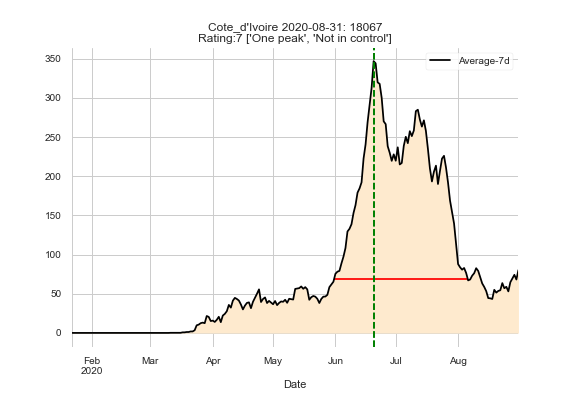 Cote_d'Ivoire 2020-08-31: 18067
Rating:7 ['One peak', 'Not in control']
Average-7d
350
300
250
200
150
100
50
0
Feb Mar Apr May Jun Jul Aug
2020
Date